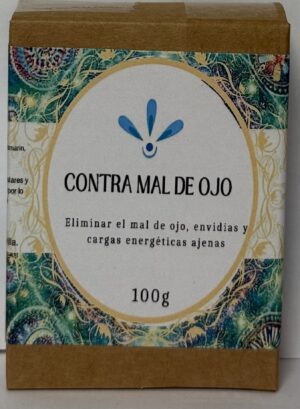 CONTRA MAL DE OJO
Eliminar el mal de ojo, envidias y
cargas energéticas ajenas
100g